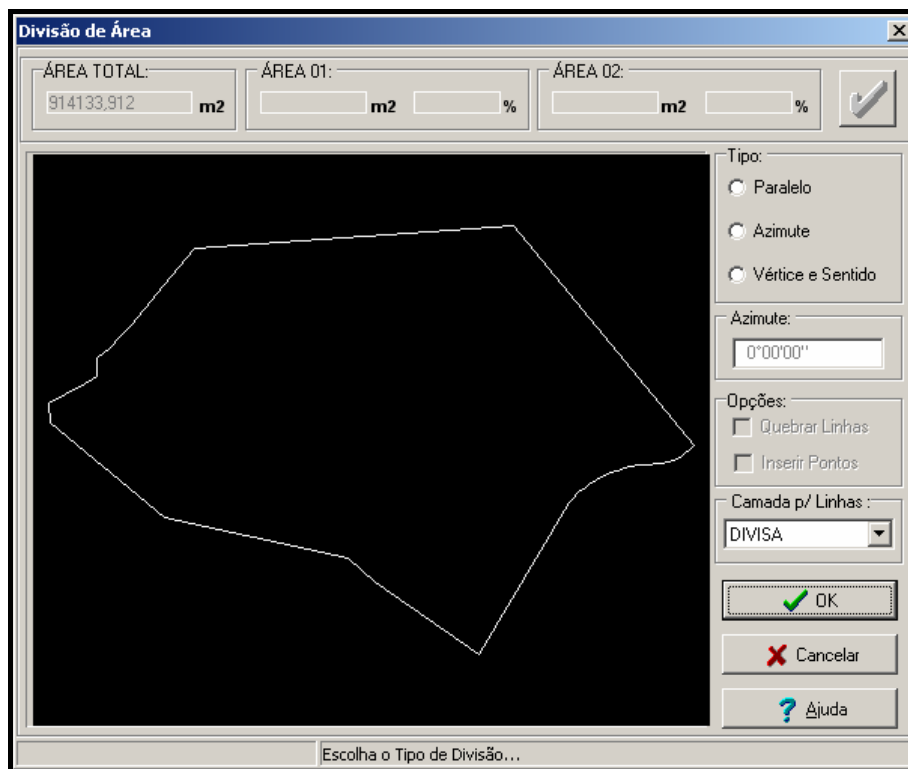 Divisão de Área
ÁREA TOTAL:
914133,912 m2
ÁREA 01:
m2 %
ÁREA 02:
m2 %
Tipo:
Paralelo
Azimute
Vértice e Sentido
Azimute:
0°00'00"
Opções:
Quebrar Linhas
Inserir Pontos
Camada p/ Linhas :
DIVISA
OK
Cancelar
Ajuda
Escolha o Tipo de Divisão...